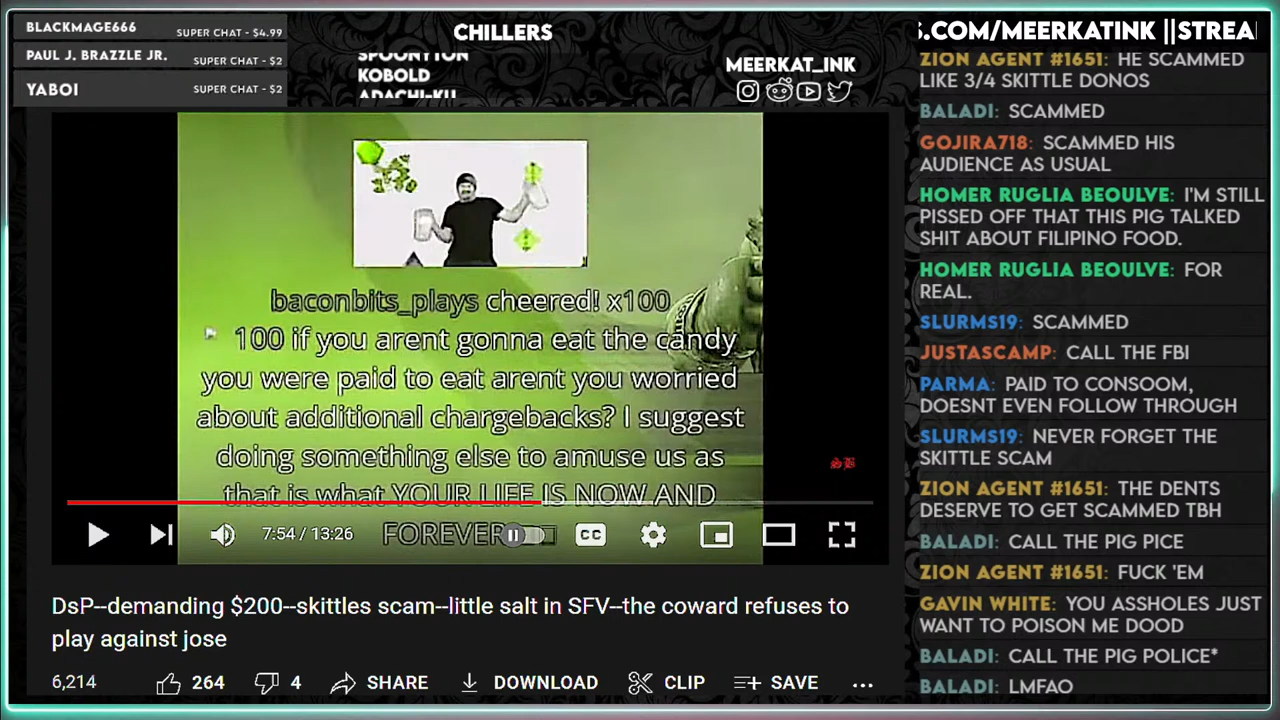 BLACKMAGE666 SUPER CHAT - $4.99
PAUL J. BRAZZLE JR. SUPER CHAT - $2
YABOI SUPER CHAT - $2
CHILLERS
SPOONYTON
KOBOLD
ADACHI-KU
MEERKAT_INK
S.COM/MEERKATINK ||STREA
ZION AGENT #1651: HE SCAMMED
LIKE 3/4 SKITTLE DONOS
BALADI: SCAMMED
GOJIRA718: SCAMMED HIS
AUDIENCE AS USUAL
HOMER RUGLIA BEOULVE: I'M STILL
PISSED OFF THAT THIS PIG TALKED
SHIT ABOUT FILIPINO FOOD.
HOMER RUGLIA BEOULVE: FOR
REAL.
SLURMS19: SCAMMED
JUSTASCAMP: CALL THE FBI
PARMA: PAID TO CONSOOM,
DOESNT EVEN FOLLOW THROUGH
SLURMS19: NEVER FORGET THE
SKITTLE SCAM
ZION AGENT #1651: THE DENTS
DESERVE TO GET SCAMMED TBH
BALADI: CALL THE PIG PICE
ZION AGENT #1651: FUCK 'EM
GAVIN WHITE: YOU ASSHOLES JUST
WANT TO POISON ME DOOD
BALADI: CALL THE PIG POLICE*
BALADI: LMFAO
baconbits_plays cheered! x100
100 if you arent gonna eat the candy
you were paid to eat arent you worried
about additional chargebacks? I suggest
doing something else to amuse us as
that is what YOUR LIFE IS NOW AND
FOREVER
7:54 / 13:26
CC
DsP--demanding $200--skittles scam--little salt in SFV--the coward refuses to
play against jose
6,214 264 4 SHARE DOWNLOAD CLIP SAVE ...